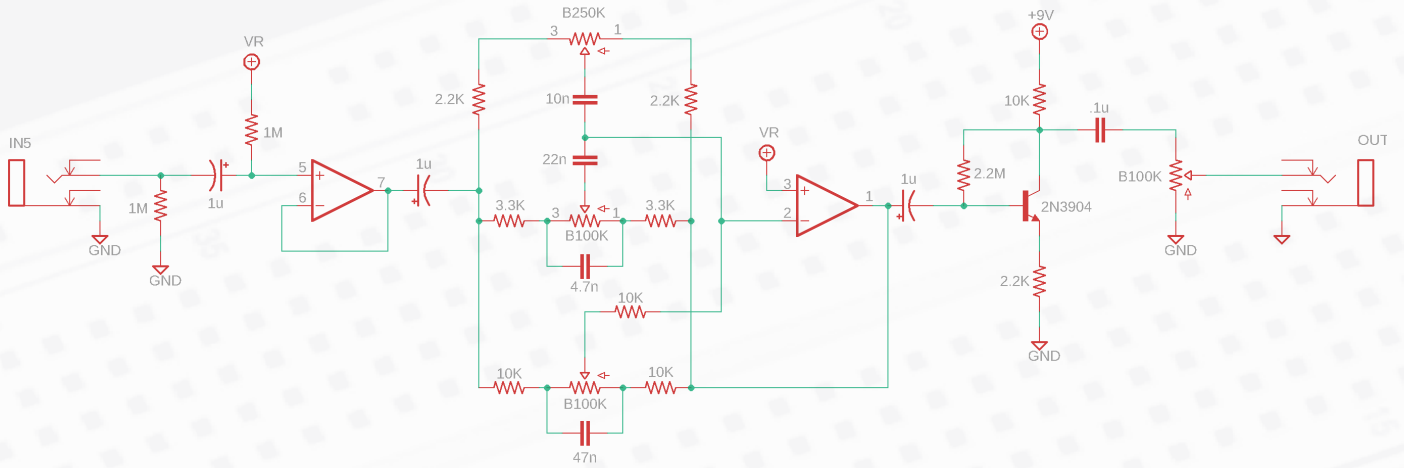 B250K
3
1
+9V
VR
2.2K
10n
2.2K
10K
.1u
IN5
1M
5
6
7
1u
1u
1M
22n
VR
3
2
1
1u
2.2M
B100K
OUT
2N3904
3.3K
3
1
3.3K
B100K
GND
GND
GND
4.7n
10K
2.2K
GND
10K
10K
B100K
47n